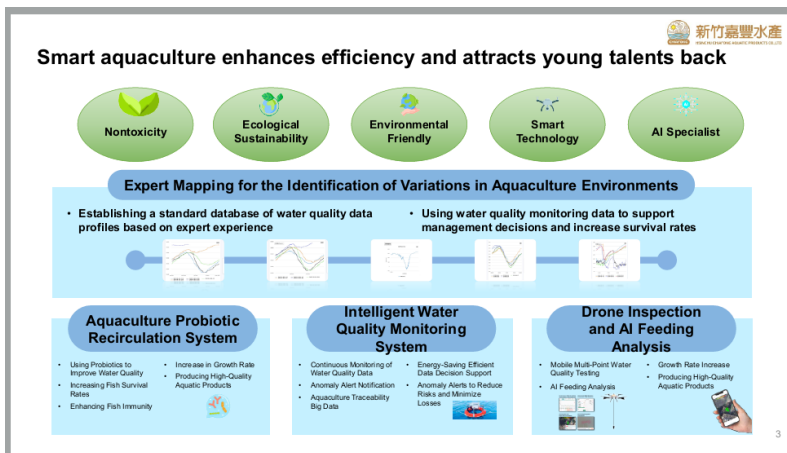 新竹嘉豐水產
Smart aquaculture enhances efficiency and attracts young talents back
Nontoxicity
Ecological
Sustainability
Environmental
Friendly
Smart
Technology
AI Specialist
Expert Mapping for the Identification of Variations in Aquaculture Environments
• Establishing a standard database of water quality data
profiles based on expert experience
• Using water quality monitoring data to support
management decisions and increase survival rates
Aquaculture Probiotic
Recirculation System
• Using Probiotics to
Improve Water Quality
• Increasing Fish Survival
Rates
• Enhancing Fish Immunity
• Increase in Growth Rate
• Producing High-Quality
Aquatic Products
Intelligent Water
Quality Monitoring
System
• Continuous Monitoring of
Water Quality Data
• Anomaly Alert Notification
• Aquaculture Traceability
Big Data
• Energy-Saving Efficient
Data Decision Support
• Anomaly Alerts to Reduce
Risks and Minimize
Losses
Drone Inspection
and AI Feeding
Analysis
• Mobile Multi-Point Water
Quality Testing
• AI Feeding Analysis
• Growth Rate Increase
• Producing High-Quality
Aquatic Products
3